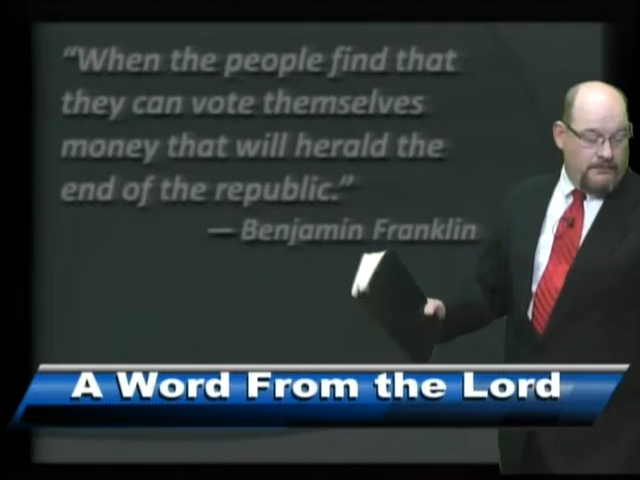 “When the people find that
they can vote themselves
money that will herald the
end of the republic.”
— Benjamin Franklin
A Word From the Lord